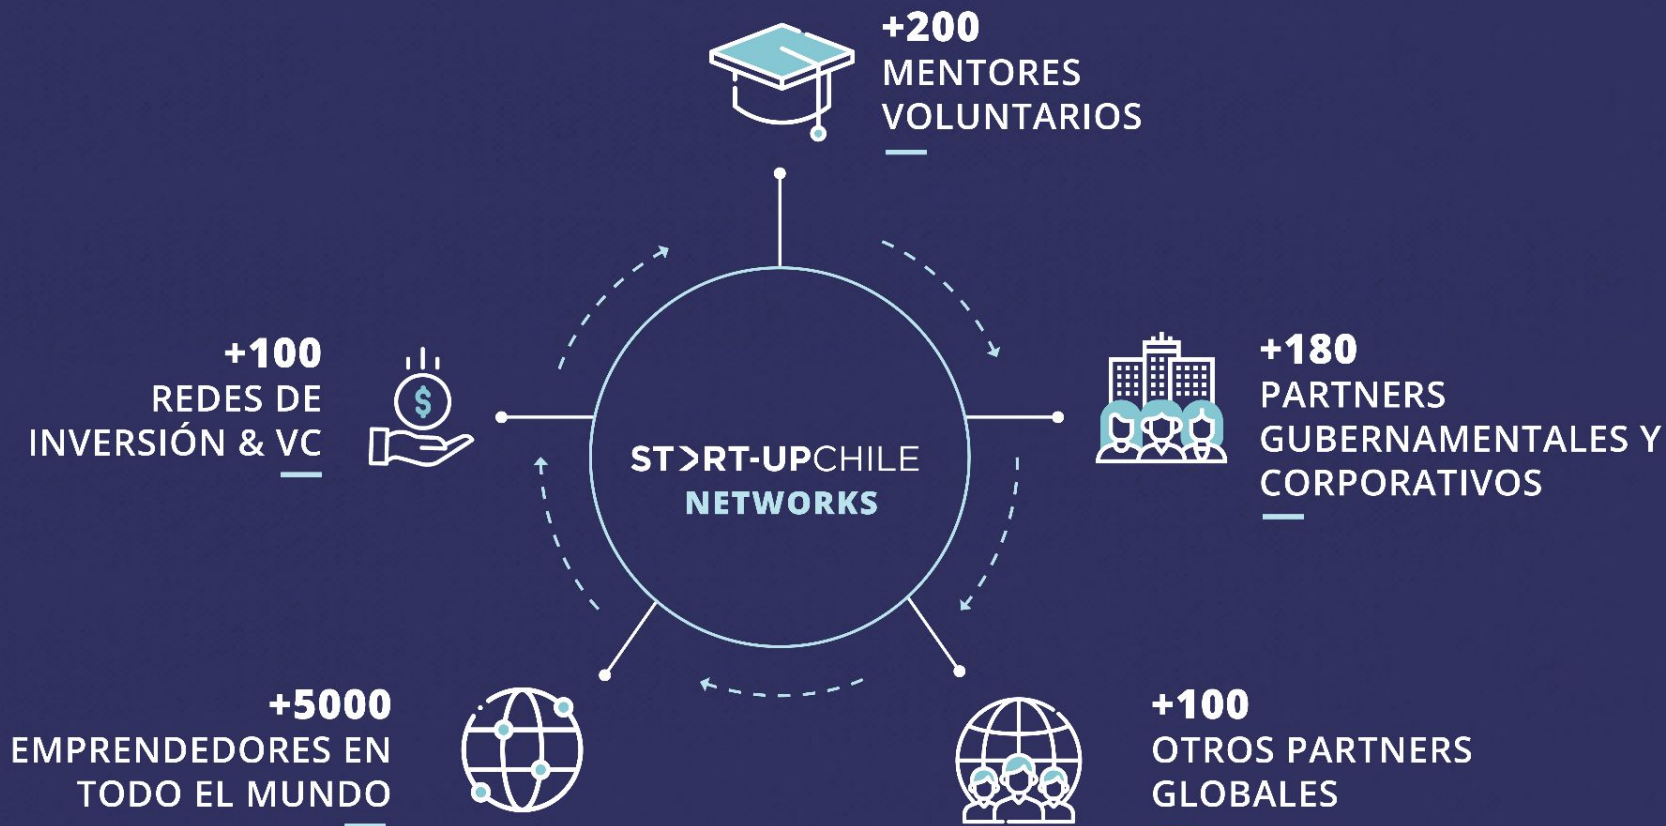 +200
MENTORES
VOLUNTARIOS
+100
REDES DE
INVERSIÓN & VC
$
+180
PARTNERS
GUBERNAMENTALES Y
CORPORATIVOS
ST>RT-UPCHILE
NETWORKS
+5000
EMPRENDEDORES EN
TODO EL MUNDO
+100
OTROS PARTNERS
GLOBALES